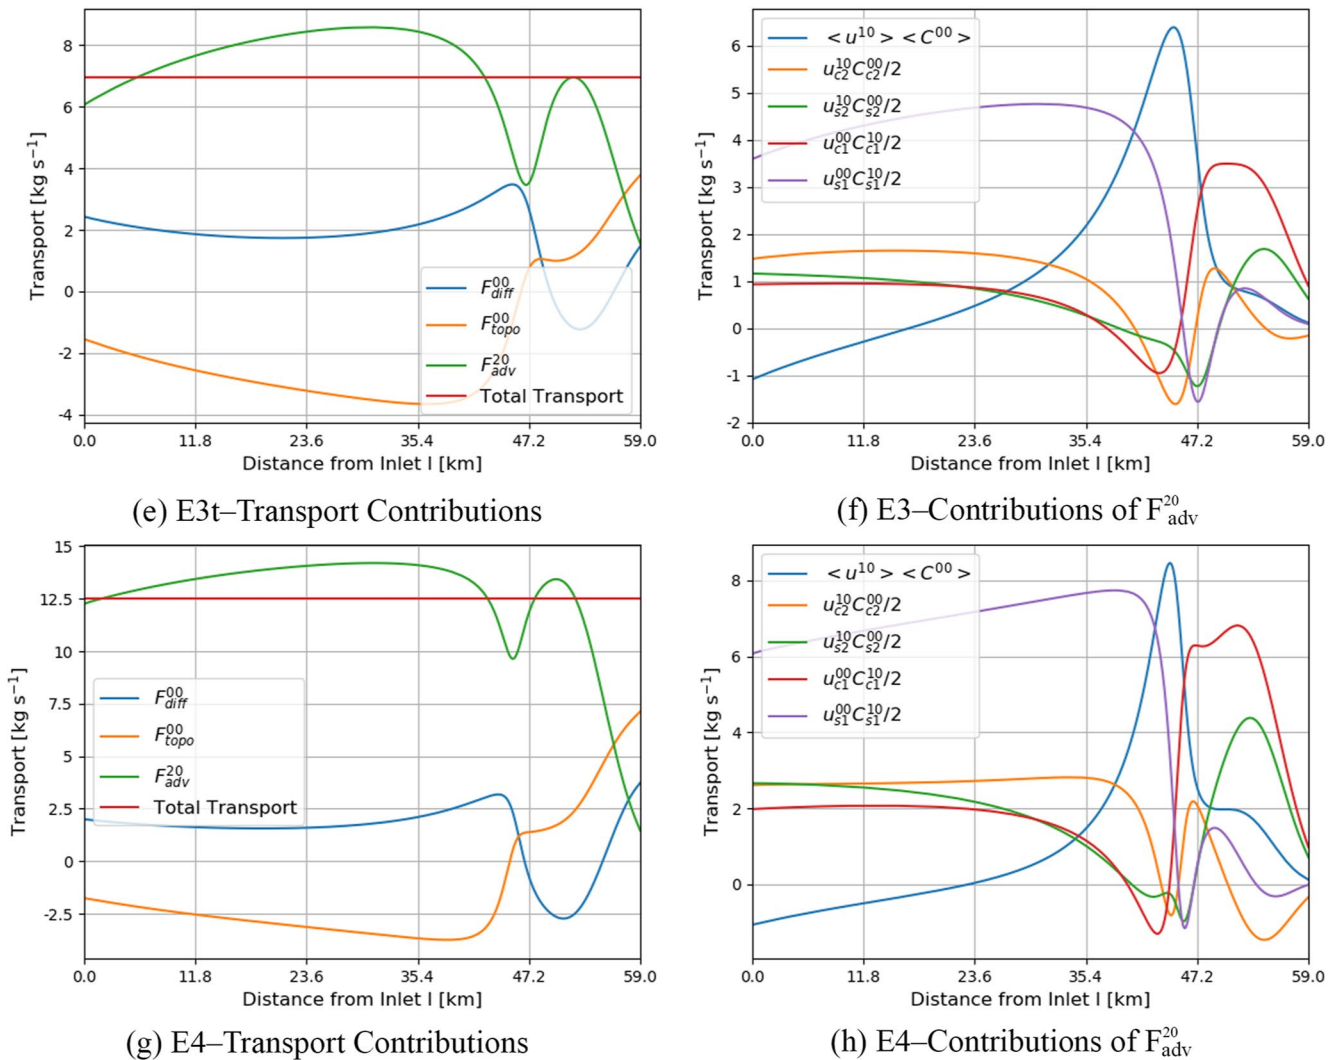 8
6
4
2
0
-2
-4
Transport [kg s⁻¹]
F⁰⁰diff
F⁰⁰topo
F²⁰adv
Total Transport
0.0 11.8 23.6 35.4 47.2 59.0
Distance from Inlet I [km]
(e) E3t–Transport Contributions
6
5
4
3
2
1
0
-1
-2
Transport [kg s⁻¹]
<u¹⁰><C⁰⁰>
u¹⁰c2C⁰⁰c2/2
u¹⁰s2C⁰⁰s2/2
u⁰⁰c1C¹⁰c1/2
u⁰⁰s1C¹⁰s1/2
0.0 11.8 23.6 35.4 47.2 59.0
Distance from Inlet I [km]
(f) E3–Contributions of F²⁰adv
15
12.5
10
7.5
5
2.5
0
-2.5
Transport [kg s⁻¹]
F⁰⁰diff
F⁰⁰topo
F²⁰adv
Total Transport
0.0 11.8 23.6 35.4 47.2 59.0
Distance from Inlet I [km]
(g) E4–Transport Contributions
8
6
4
2
0
Transport [kg s⁻¹]
<u¹⁰><C⁰⁰>
u¹⁰c2C⁰⁰c2/2
u¹⁰s2C⁰⁰s2/2
u⁰⁰c1C¹⁰c1/2
u⁰⁰s1C¹⁰s1/2
0.0 11.8 23.6 35.4 47.2 59.0
Distance from Inlet I [km]
(h) E4–Contributions of F²⁰adv